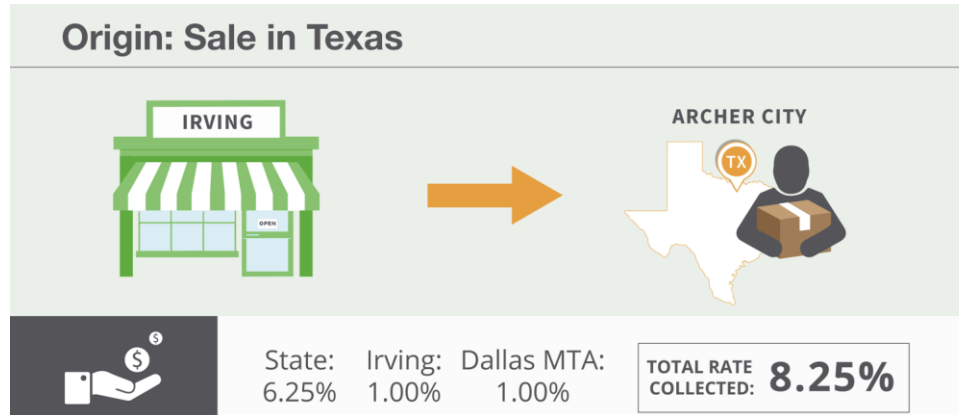 Origin: Sale in Texas
IRVING
OPEN
ARCHER CITY
TX
$
$
State: Irving: Dallas MTA:
6.25% 1.00% 1.00%
TOTAL RATE
COLLECTED: 8.25%